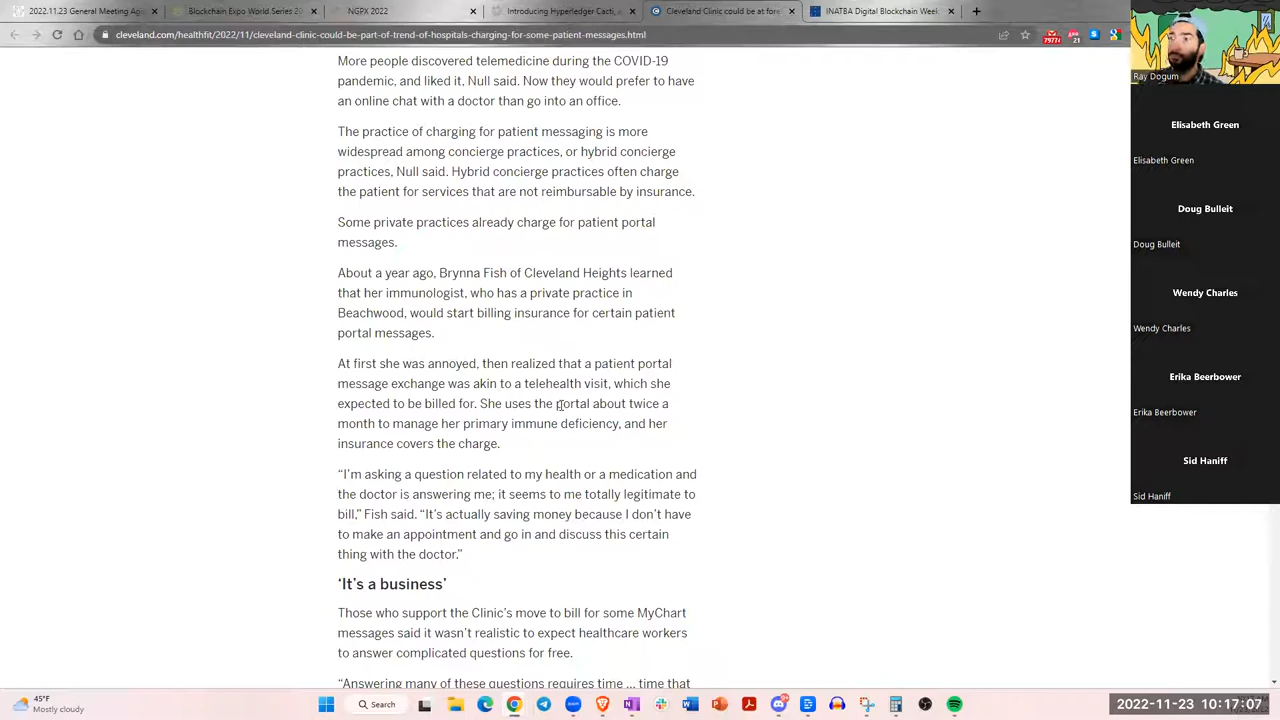 2022.11.23 General Meeting Age
Blockchain Expo World Series 20
NGPX 2022
Introducing Hyperledger Cacti, a
Cleveland Clinic could be at fore
INATBA Digital Blockchain Week
cleveland.com/healthfit/2022/11/cleveland-clinic-could-be-part-of-trend-of-hospitals-charging-for-some-patient-messages.html
21
More people discovered telemedicine during the COVID-19
pandemic, and liked it, Null said. Now they would prefer to have
an online chat with a doctor than go into an office.
The practice of charging for patient messaging is more
widespread among concierge practices, or hybrid concierge
practices, Null said. Hybrid concierge practices often charge
the patient for services that are not reimbursable by insurance.
Some private practices already charge for patient portal
messages.
About a year ago, Brynna Fish of Cleveland Heights learned
that her immunologist, who has a private practice in
Beachwood, would start billing insurance for certain patient
portal messages.
At first she was annoyed, then realized that a patient portal
message exchange was akin to a telehealth visit, which she
expected to be billed for. She uses the portal about twice a
month to manage her primary immune deficiency, and her
insurance covers the charge.
“I’m asking a question related to my health or a medication and
the doctor is answering me; it seems to me totally legitimate to
bill,” Fish said. “It’s actually saving money because I don’t have
to make an appointment and go in and discuss this certain
thing with the doctor.”
‘It’s a business’
Those who support the Clinic’s move to bill for some MyChart
messages said it wasn’t realistic to expect healthcare workers
to answer complicated questions for free.
“Answering many of these questions requires time ... time that
Ray Dogum
Elisabeth Green
Elisabeth Green
Doug Bulleit
Doug Bulleit
Wendy Charles
Wendy Charles
Erika Beerbower
Erika Beerbower
Sid Haniff
Sid Haniff
45°F
Mostly cloudy
Search
2022-11-23 10:17:07